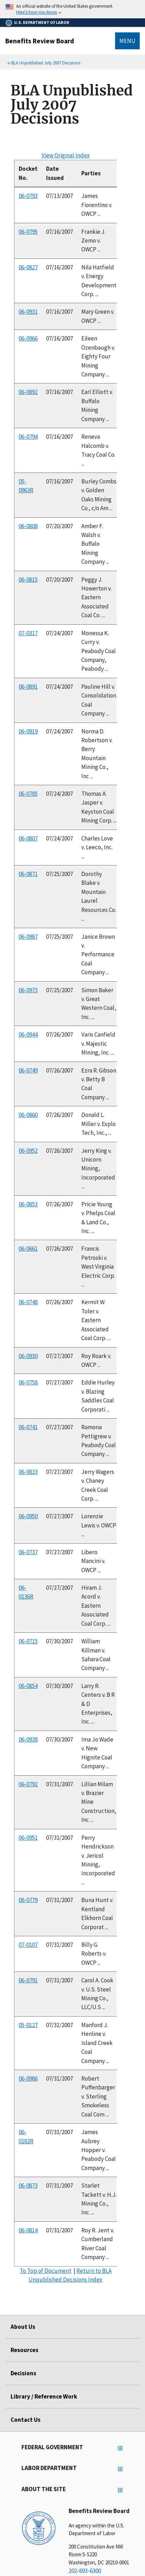 An official website of the United States government.
Here's how you know
U.S. DEPARTMENT OF LABOR
Benefits Review Board
MENU
« BLA Unpublished July 2007 Decisions
BLA Unpublished
July 2007
Decisions
View Original Index
Docket No. Date Issued Parties
06-0793 07/13/2007 James Fiorentino v. OWCP ...
06-0795 07/16/2007 Frankie J. Zemo v. OWCP ...
06-0827 07/16/2007 Nila Hatfield v. Energy Development Corp. ...
06-0931 07/16/2007 Mary Green v. OWCP ...
06-0966 07/16/2007 Eileen Ozenbaugh v. Eighty Four Mining Company ...
06-0892 07/16/2007 Earl Elliott v. Buffalo Mining Company ...
06-0794 07/16/2007 Reneva Halcomb v. Tracy Coal Co. ...
05-0963R 07/16/2007 Burley Combs v. Golden Oaks Mining Co., c/o Am ...
06-0808 07/20/2007 Amber F. Walsh v. Buffalo Mining Company ...
06-0815 07/20/2007 Peggy J. Howerton v. Eastern Associated Coal Co. ...
07-0317 07/24/2007 Monessa K. Curry v. Peabody Coal Company, Peabody ...
06-0891 07/24/2007 Pauline Hill v. Consolidation Coal Company ...
06-0919 07/24/2007 Norma D. Robertson v. Berry Mountain Mining Co., Inc ...
06-0785 07/24/2007 Thomas A. Jasper v. Keyston Coal Mining Corp. ...
06-0807 07/24/2007 Charles Love v. Leeco, Inc. ...
06-0871 07/25/2007 Dorothy Blake v. Mountain Laurel Resources Co. ...
06-0987 07/25/2007 Janice Brown v. Performance Coal Company ...
06-0973 07/25/2007 Simon Baker v. Great Western Coal, Inc. ...
06-0944 07/26/2007 Varis Canfield v. Majestic Mining, Inc. ...
06-0749 07/26/2007 Ezra R. Gibson v. Betty B Coal Company ...
06-0860 07/26/2007 Donald L. Miller v. Explo Tech, Inc., ...
06-0952 07/26/2007 Jerry King v. Unicorn Mining, Incorporated ...
06-0853 07/26/2007 Pricie Young v. Phelps Coal & Land Co., Inc. ...
06-0661 07/26/2007 Francis Petroski v. West Virginia Electric Corp. ...
06-0748 07/26/2007 Kermit W. Toler v. Eastern Associated Coal Corp. ...
06-0930 07/27/2007 Roy Roark v. OWCP ...
06-0758 07/27/2007 Eddie Hurley v. Blazing Saddles Coal Corporati ...
06-0741 07/27/2007 Ramona Pettigrew v. Peabody Coal Company ...
06-0833 07/27/2007 Jerry Wagers v. Chaney Creek Coal Corp. ...
06-0950 07/27/2007 Lorenzie Lewis v. OWCP ...
06-0737 07/27/2007 Libero Mancini v. OWCP ...
06-0136R 07/27/2007 Hiram J. Acord v. Eastern Associated Coal Corp. ...
06-0715 07/30/2007 William Killman v. Sahara Coal Company ...
06-0854 07/30/2007 Larry R. Centers v. B R & D Enterprises, Inc. ...
06-0938 07/30/2007 Ima Jo Wade v. New Hignite Coal Company ...
06-0792 07/31/2007 Lillian Milam v. Brazier Mine Construction, Inc ...
06-0951 07/31/2007 Perry Hendrickson v. Jericol Mining, Incorporated ...
06-0779 07/31/2007 Buna Hunt v. Kentland Elkhorn Coal Corporat ...
07-0107 07/31/2007 Billy G. Roberts v. OWCP ...
06-0791 07/31/2007 Carol A. Cook v. U.S. Steel Mining Co., LLC/U.S ...
05-0127 07/31/2007 Manford J. Henline v. Island Creek Coal Company ...
06-0986 07/31/2007 Robert Puffenbarger v. Sterling Smokeless Coal Com ...
06-0182R 07/31/2007 James Aubrey Hopper v. Peabody Coal Company ...
06-0873 07/31/2007 Starlet Tackett v. H.J. Mining Co., Inc. ...
06-0814 07/31/2007 Roy R. Jent v. Cumberland River Coal Company ...
To Top of Document | Return to BLA
Unpublished Decisions Index
About Us
Resources
Decisions
Library / Reference Work
Contact Us
FEDERAL GOVERNMENT
LABOR DEPARTMENT
ABOUT THE SITE
Benefits Review Board
An agency within the U.S.
Department of Labor
200 Constitution Ave NW
Room S-5220
Washington, DC 20210-0001
202-693-6300